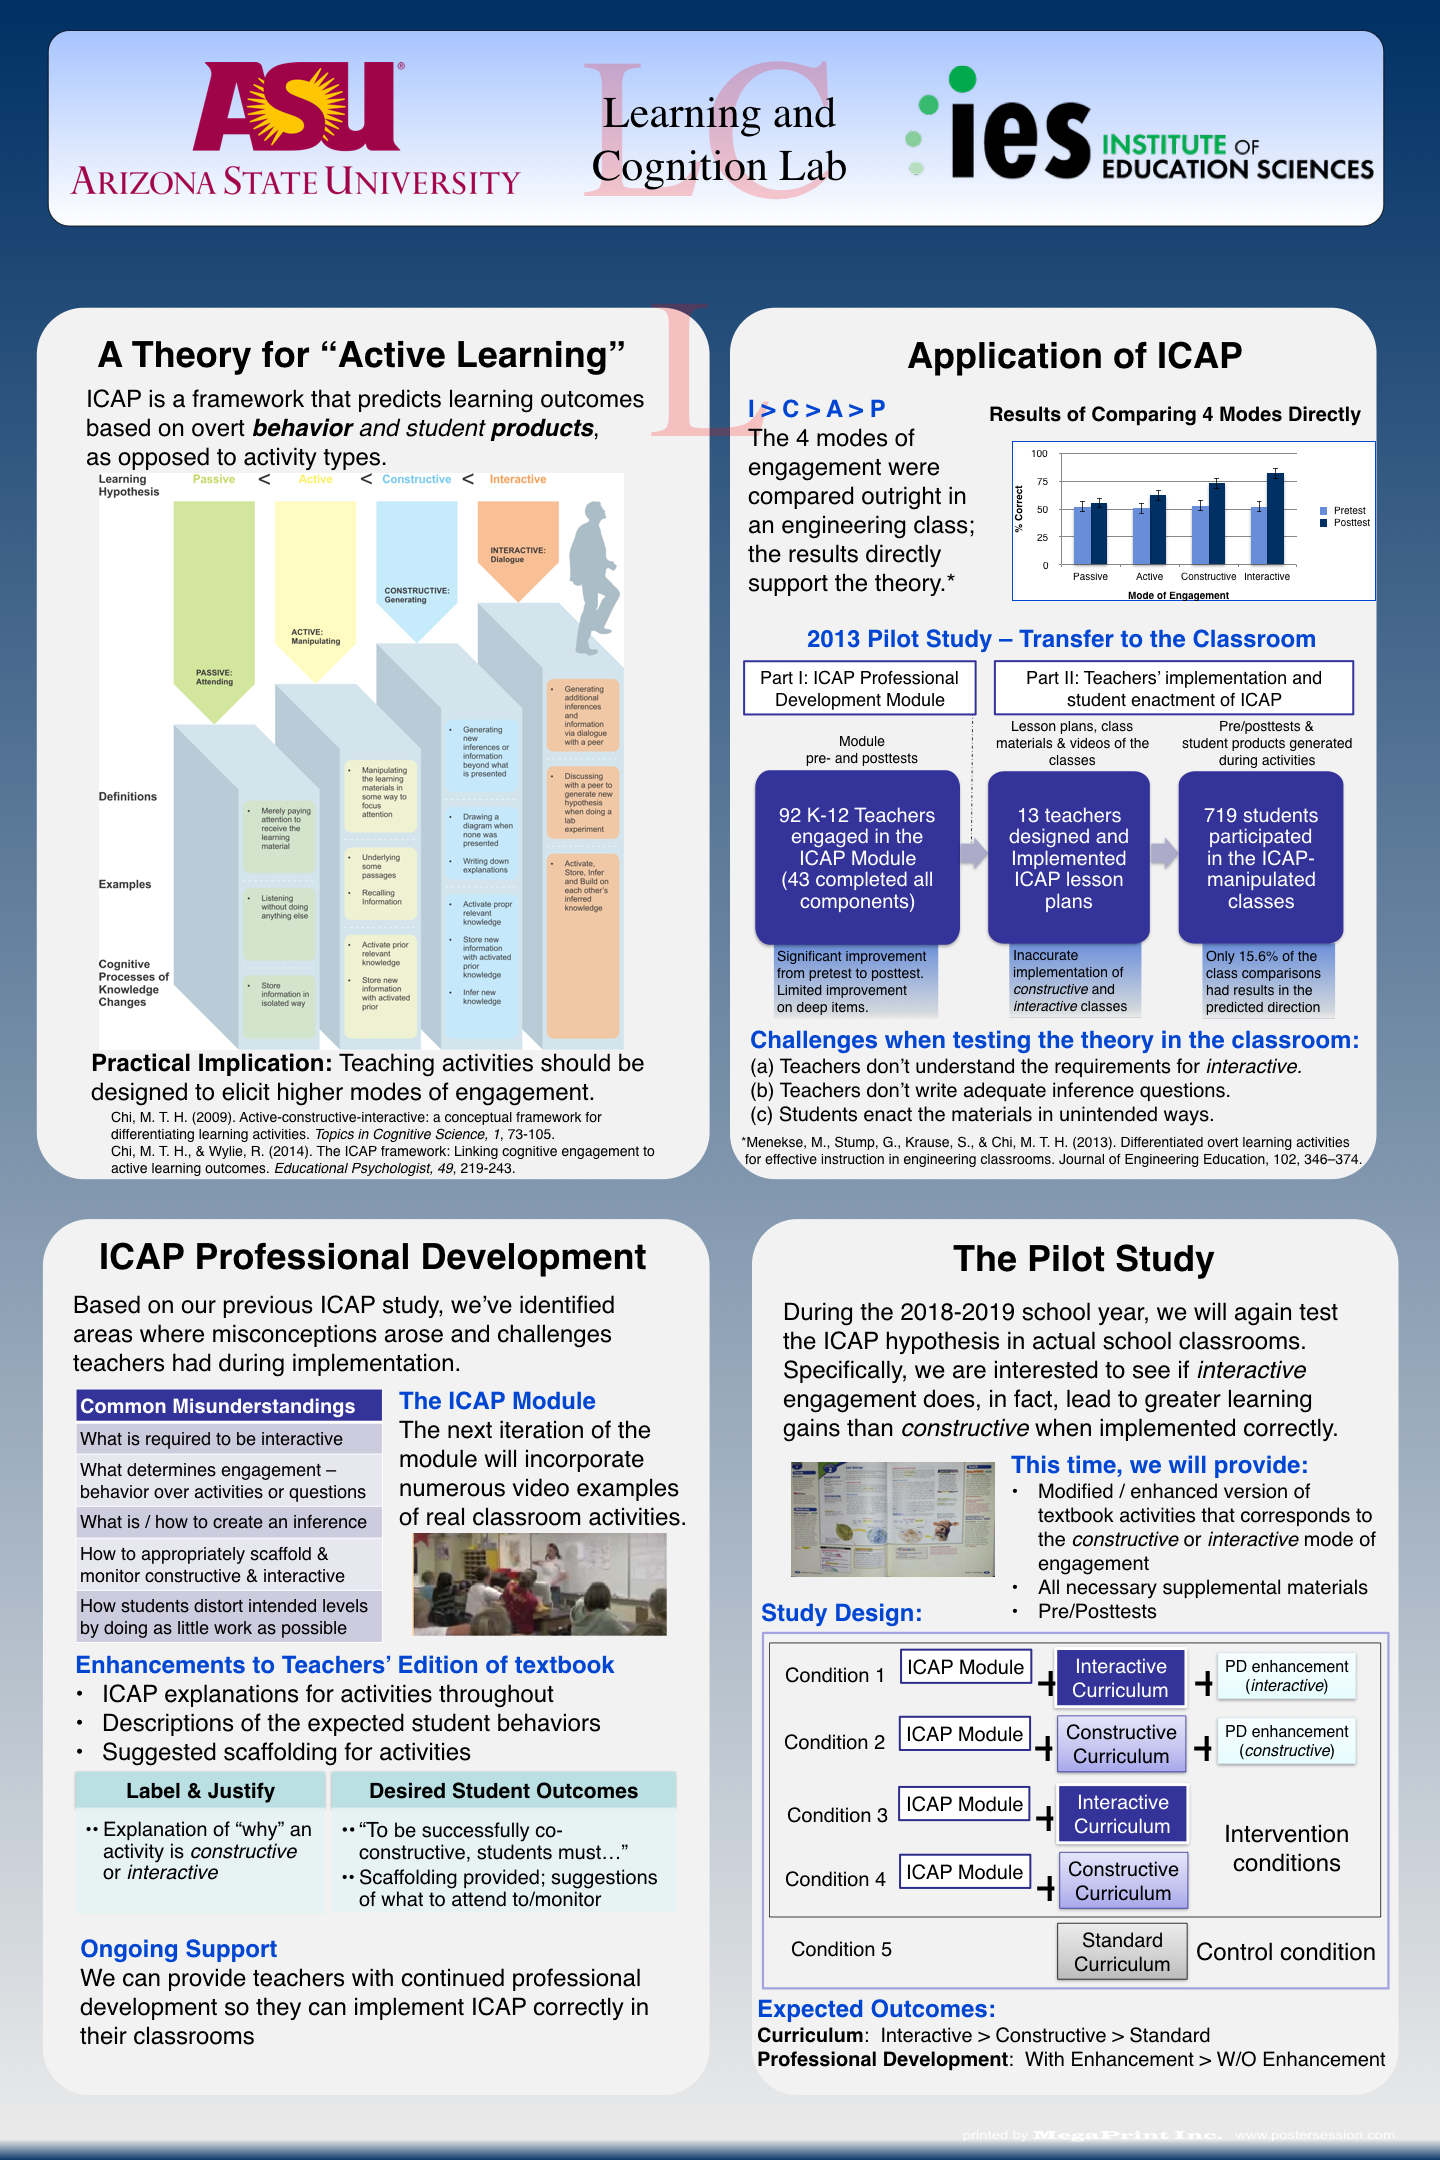 ASU®
ARIZONA STATE UNIVERSITY
LC
Learning and
Cognition Lab
ies INSTITUTE OF
EDUCATION SCIENCES
L
A Theory for “Active Learning”
ICAP is a framework that predicts learning outcomes
based on overt behavior and student products,
as opposed to activity types.
Learning
Hypothesis
Passive < Active < Constructive < Interactive
PASSIVE:
Attending
ACTIVE:
Manipulating
CONSTRUCTIVE:
Generating
INTERACTIVE:
Dialogue
Definitions
• Merely paying
attention to
receive the
learning
material
• Manipulating
the learning
materials in
some way to
focus
attention
• Generating
new
inferences or
information
beyond what
is presented
• Generating
additional
inferences
and
information
via dialogue
with a peer
Examples
• Listening
without doing
anything else
• Underlying
some
passages
• Recalling
Information
• Drawing a
diagram when
none was
presented
• Writing down
explanations
• Discussing
with a peer to
generate new
hypothesis
when doing a
lab
experiment
Cognitive
Processes of
Knowledge
Changes
• Store
information in
isolated way
• Activate prior
relevant
knowledge
• Store new
information
with activated
prior
• Activate propr
relevant
knowledge
• Store new
information
with activated
prior
knowledge
• Infer new
knowledge
• Activate,
Store, Infer
and Build on
each other's
inferred
knowledge
Practical Implication: Teaching activities should be
designed to elicit higher modes of engagement.
Chi, M. T. H. (2009). Active-constructive-interactive: a conceptual framework for
differentiating learning activities. Topics in Cognitive Science, 1, 73-105.
Chi, M. T. H., & Wylie, R. (2014). The ICAP framework: Linking cognitive engagement to
active learning outcomes. Educational Psychologist, 49, 219-243.
Application of ICAP
I > C > A > P
The 4 modes of
engagement were
compared outright in
an engineering class;
the results directly
support the theory.*
Results of Comparing 4 Modes Directly
% Correct
100
75
50
25
0
Passive Active Constructive Interactive
Mode of Engagement
Pretest
Posttest
2013 Pilot Study – Transfer to the Classroom
Part I: ICAP Professional
Development Module
Part II: Teachers’ implementation and
student enactment of ICAP
Module
pre- and posttests
Lesson plans, class
materials & videos of the
classes
Pre/posttests &
student products generated
during activities
92 K-12 Teachers
engaged in the
ICAP Module
(43 completed all
components)
13 teachers
designed and
Implemented
ICAP lesson
plans
719 students
participated
in the ICAP-
manipulated
classes
Significant improvement
from pretest to posttest.
Limited improvement
on deep items.
Inaccurate
implementation of
constructive and
interactive classes
Only 15.6% of the
class comparisons
had results in the
predicted direction
Challenges when testing the theory in the classroom:
(a) Teachers don’t understand the requirements for interactive.
(b) Teachers don’t write adequate inference questions.
(c) Students enact the materials in unintended ways.
*Menekse, M., Stump, G., Krause, S., & Chi, M. T. H. (2013). Differentiated overt learning activities
for effective instruction in engineering classrooms. Journal of Engineering Education, 102, 346–374.
ICAP Professional Development
Based on our previous ICAP study, we’ve identified
areas where misconceptions arose and challenges
teachers had during implementation.
Common Misunderstandings
What is required to be interactive
What determines engagement –
behavior over activities or questions
What is / how to create an inference
How to appropriately scaffold &
monitor constructive & interactive
How students distort intended levels
by doing as little work as possible
The ICAP Module
The next iteration of the
module will incorporate
numerous video examples
of real classroom activities.
Enhancements to Teachers’ Edition of textbook
• ICAP explanations for activities throughout
• Descriptions of the expected student behaviors
• Suggested scaffolding for activities
Label & Justify
•• Explanation of “why” an
activity is constructive
or interactive
Desired Student Outcomes
•• “To be successfully co-
constructive, students must…”
•• Scaffolding provided; suggestions
of what to attend to/monitor
Ongoing Support
We can provide teachers with continued professional
development so they can implement ICAP correctly in
their classrooms
The Pilot Study
During the 2018-2019 school year, we will again test
the ICAP hypothesis in actual school classrooms.
Specifically, we are interested to see if interactive
engagement does, in fact, lead to greater learning
gains than constructive when implemented correctly.
This time, we will provide:
• Modified / enhanced version of
textbook activities that corresponds to
the constructive or interactive mode of
engagement
• All necessary supplemental materials
• Pre/Posttests
Study Design:
Condition 1 ICAP Module + Interactive
Curriculum + PD enhancement
(interactive)
Condition 2 ICAP Module + Constructive
Curriculum + PD enhancement
(constructive)
Condition 3 ICAP Module + Interactive
Curriculum
Condition 4 ICAP Module + Constructive
Curriculum
Intervention
conditions
Condition 5 Standard
Curriculum Control condition
Expected Outcomes:
Curriculum: Interactive > Constructive > Standard
Professional Development: With Enhancement > W/O Enhancement
printed by MegaPrint Inc. www.postersession.com